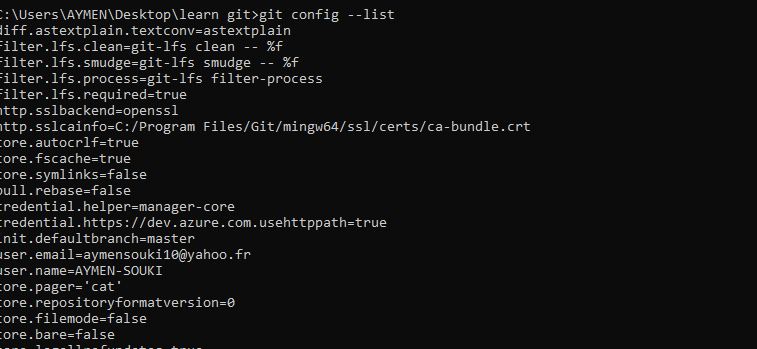 C:\Users\AYMEN\Desktop\learn git>git config --list
diff.astextplain.textconv=astextplain
filter.lfs.clean=git-lfs clean -- %f
filter.lfs.smudge=git-lfs smudge -- %f
filter.lfs.process=git-lfs filter-process
filter.lfs.required=true
http.sslbackend=openssl
http.sslcainfo=C:/Program Files/Git/mingw64/ssl/certs/ca-bundle.crt
core.autocrlf=true
core.fscache=true
core.symlinks=false
pull.rebase=false
credential.helper=manager-core
credential.https://dev.azure.com.usehttppath=true
init.defaultbranch=master
user.email=aymensouki10@yahoo.fr
user.name=AYMEN-SOUKI
core.pager='cat'
core.repositoryformatversion=0
core.filemode=false
core.bare=false